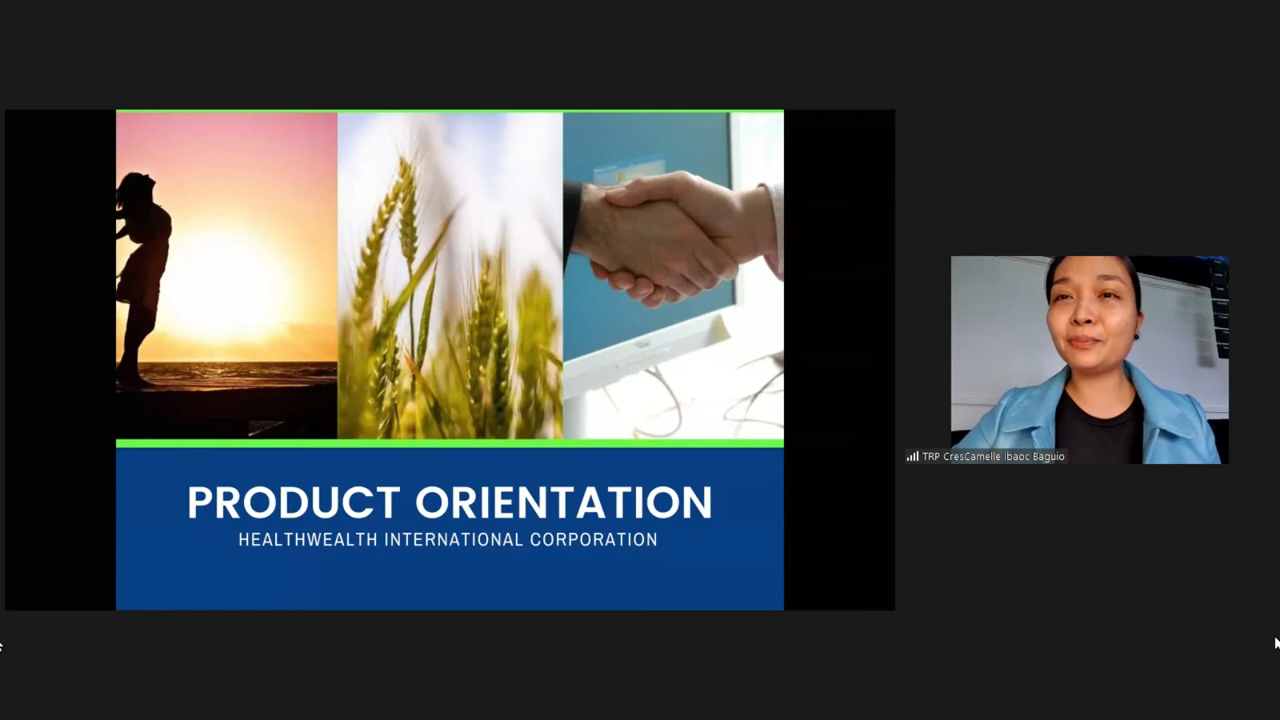 PRODUCT ORIENTATION
HEALTHWEALTH INTERNATIONAL CORPORATION
TRP CresCamelle Ibaoc Baguio